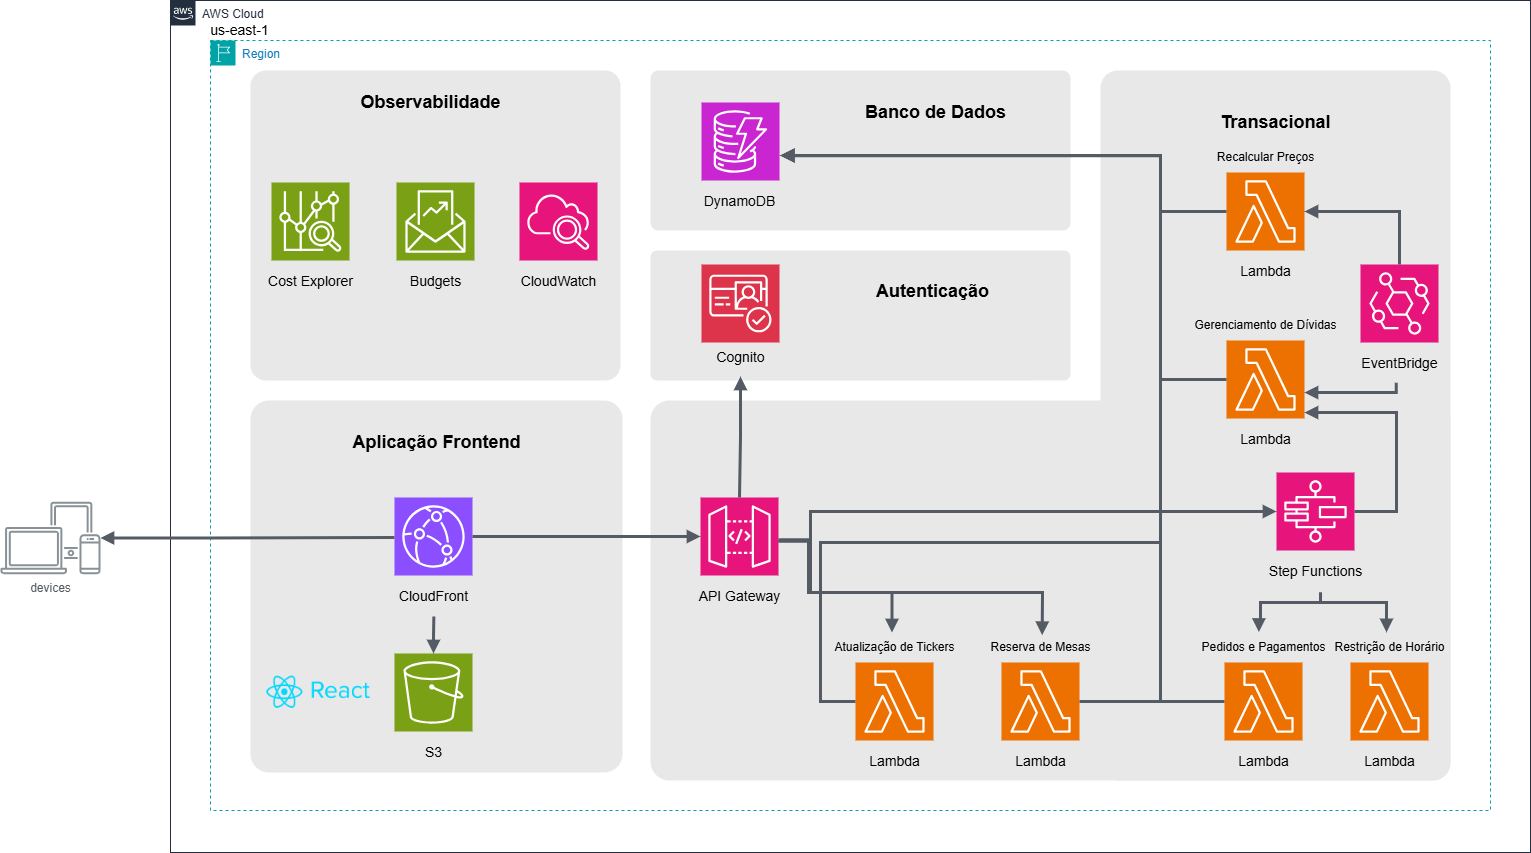 aws
AWS Cloud
us-east-1
Region
Observabilidade
Cost Explorer
Budgets
CloudWatch
Banco de Dados
DynamoDB
Autenticação
Cognito
Transacional
Recalcular Preços
Lambda
EventBridge
Gerenciamento de Dívidas
Lambda
Step Functions
Aplicação Frontend
devices
CloudFront
React
S3
</>
API Gateway
Atualização de Tickers
Lambda
Reserva de Mesas
Lambda
Pedidos e Pagamentos
Lambda
Restrição de Horário
Lambda